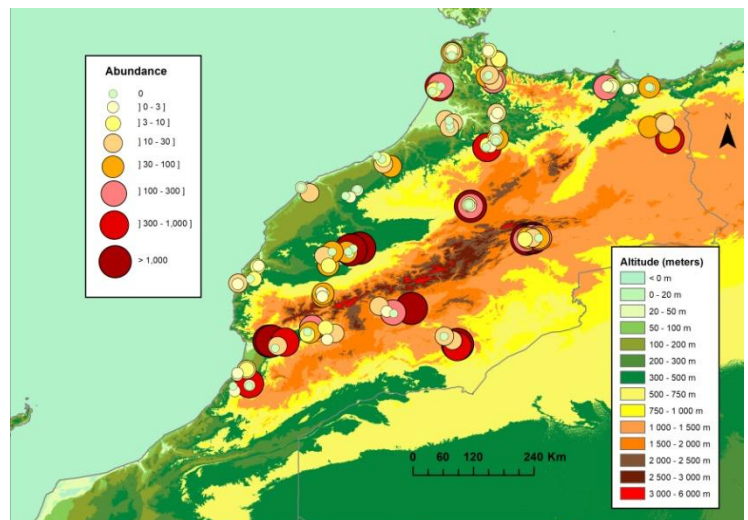 Abundance
0
] 0 - 3 ]
] 3 - 10 ]
] 10 - 30 ]
] 30 - 100 ]
] 100 - 300 ]
] 300 - 1,000 ]
> 1,000
N
Altitude (meters)
< 0 m
0 - 20 m
20 - 50 m
50 - 100 m
100 - 200 m
200 - 300 m
300 - 500 m
500 - 750 m
750 - 1 000 m
1 000 - 1 500 m
1 500 - 2 000 m
2 000 - 2 500 m
2 500 - 3 000 m
3 000 - 6 000 m
0 60 120 240 Km